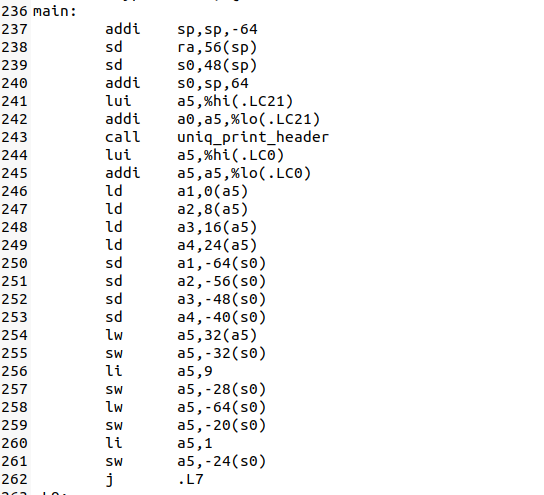 236 main:
237 addi sp,sp,-64
238 sd ra,56(sp)
239 sd s0,48(sp)
240 addi s0,sp,64
241 lui a5,%hi(.LC21)
242 addi a0,a5,%lo(.LC21)
243 call uniq_print_header
244 lui a5,%hi(.LC0)
245 addi a5,a5,%lo(.LC0)
246 ld a1,0(a5)
247 ld a2,8(a5)
248 ld a3,16(a5)
249 ld a4,24(a5)
250 sd a1,-64(s0)
251 sd a2,-56(s0)
252 sd a3,-48(s0)
253 sd a4,-40(s0)
254 lw a5,32(a5)
255 sw a5,-32(s0)
256 li a5,9
257 sw a5,-28(s0)
258 lw a5,-64(s0)
259 sw a5,-20(s0)
260 li a5,1
261 sw a5,-24(s0)
262 j .L7